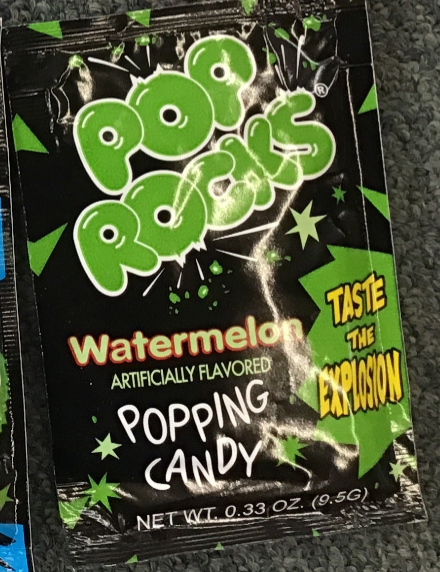 POP
ROCKS®
Watermelon
ARTIFICIALLY FLAVORED
POPPING
CANDY
TASTE
THE
EXPLOSION
NET WT. 0.33 OZ. (9.5G)